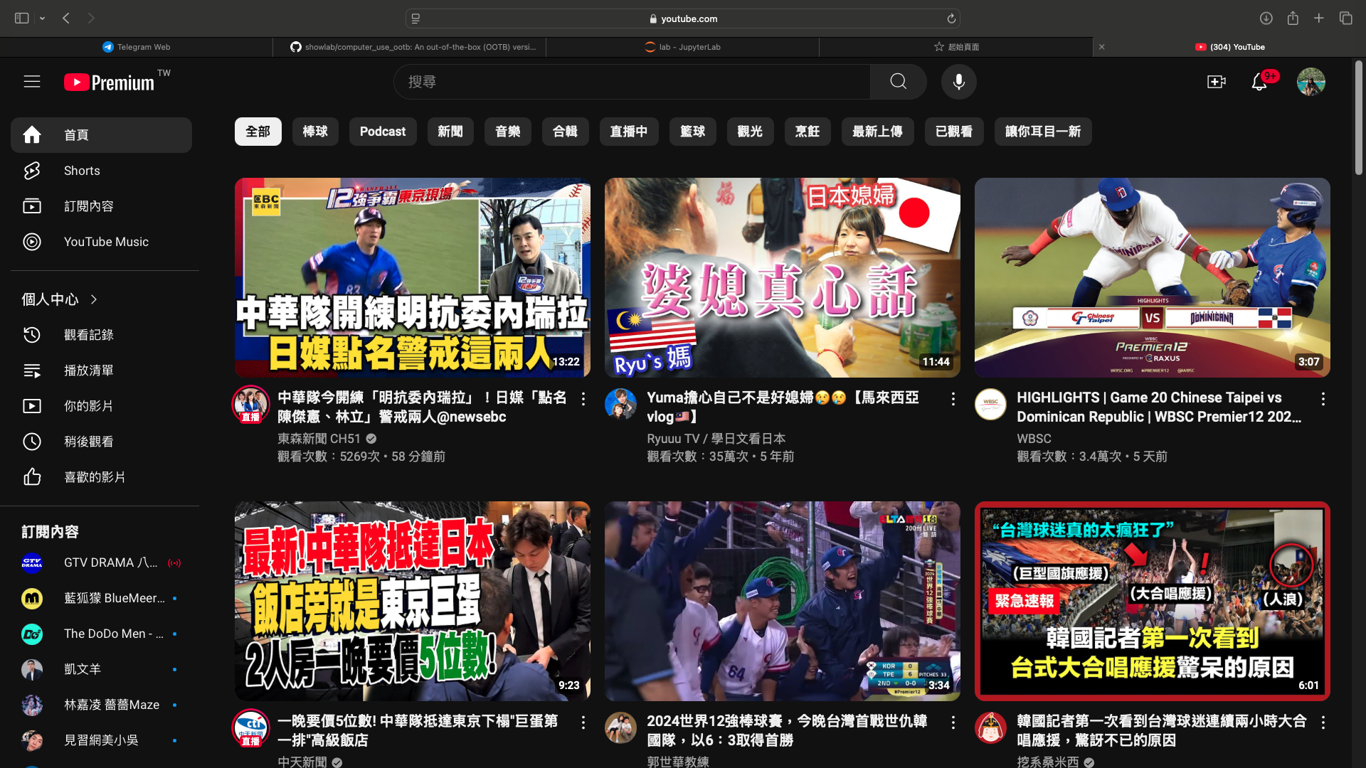 youtube.com
Telegram Web
showlab/computer_use_ootb: An out-of-the-box (OOTB) versi...
lab - JupyterLab
起始頁面
(304) YouTube
Premium TW
搜尋
9+
首頁
Shorts
訂閱內容
YouTube Music
個人中心
觀看記錄
播放清單
你的影片
稍後觀看
喜歡的影片
訂閱內容
GTV DRAMA 八...
藍狐獴 BlueMeer...
The DoDo Men - ...
凱文羊
林嘉凌 薔薔Maze
見習網美小吳
全部 棒球 Podcast 新聞 音樂 合輯 直播中 籃球 觀光 烹飪 最新上傳 已觀看 讓你耳目一新
EBC
東森新聞
12強爭霸東京現場
中華隊開練明抗委內瑞拉
日媒點名警戒這兩人
13:22
直播
中華隊今開練「明抗委內瑞拉」！日媒「點名
陳傑憲、林立」警戒兩人@newsebc
東森新聞 CH51
觀看次數：5269次・58 分鐘前
日本媳婦
婆媳真心話
Ryu`s 媽
11:44
Yuma擔心自己不是好媳婦😢😢【馬來西亞
vlog🇲🇾】
Ryuuu TV / 學日文看日本
觀看次數：35萬次・5 年前
HIGHLIGHTS
Chinese Taipei VS DOMINICANA
WBSC
PREMIER12
RAXUS
3:07
HIGHLIGHTS | Game 20 Chinese Taipei vs
Dominican Republic | WBSC Premier12 202...
WBSC
觀看次數：3.4萬次・5 天前
最新!中華隊抵達日本
飯店旁就是東京巨蛋
2人房一晚要價5位數!
9:23
直播
一晚要價5位數! 中華隊抵達東京下榻"巨蛋第
一排"高級飯店
中天新聞
ELTA
LIVE
64
KOR 0
TPE 6
2ND 0-0
#Premier12
3:34
2024世界12強棒球賽，今晚台灣首戰世仇韓
國隊，以6：3取得首勝
郭世華教練
“台灣球迷真的太瘋狂了”
(巨型國旗應援)
緊急速報
(大合唱應援)
(人浪)
韓國記者第一次看到
台式大合唱應援驚呆的原因
6:01
韓國記者第一次看到台灣球迷連續兩小時大合
唱應援，驚訝不已的原因
挖系桑米西